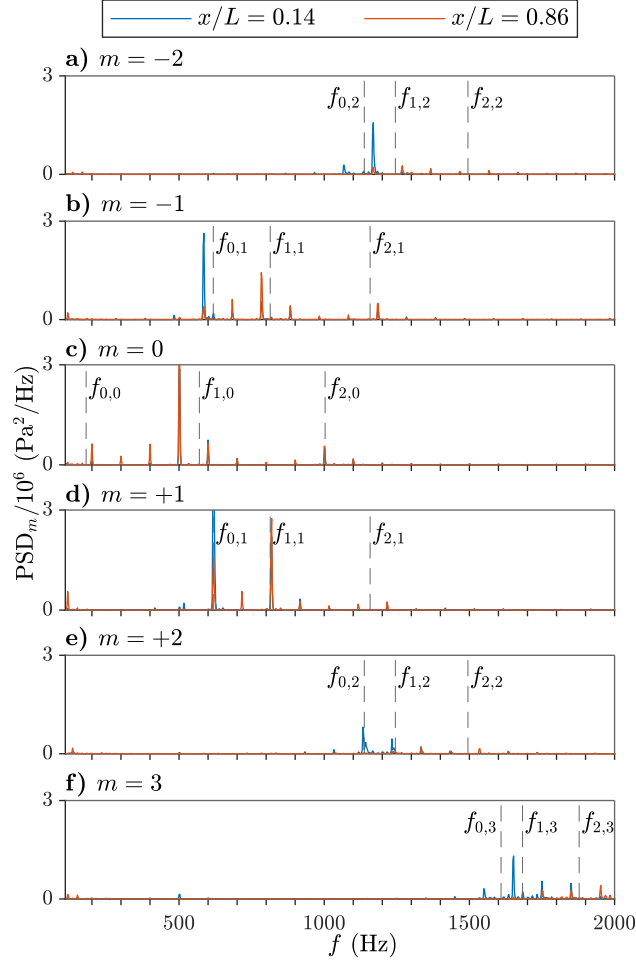 x/L = 0.14 x/L = 0.86
a) m = −2
3
f0,2 f1,2 f2,2
0
b) m = −1
3
f0,1 f1,1 f2,1
0
c) m = 0
3
f0,0 f1,0 f2,0
0
PSDm/10^6 (Pa^2/Hz)
d) m = +1
3
f0,1 f1,1 f2,1
0
e) m = +2
3
f0,2 f1,2 f2,2
0
f) m = 3
3
f0,3 f1,3 f2,3
0
500 1000 1500 2000
f (Hz)